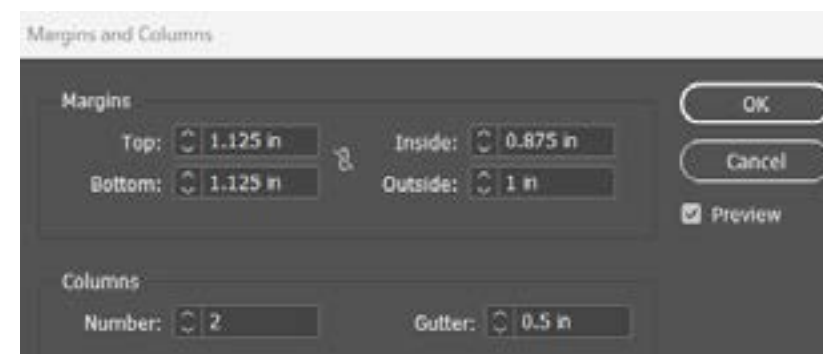 Margins and Columns
Margins
Top: 1.125 in
Bottom: 1.125 in
Inside: 0.875 in
Outside: 1 in
OK
Cancel
Preview
Columns
Number: 2
Gutter: 0.5 in